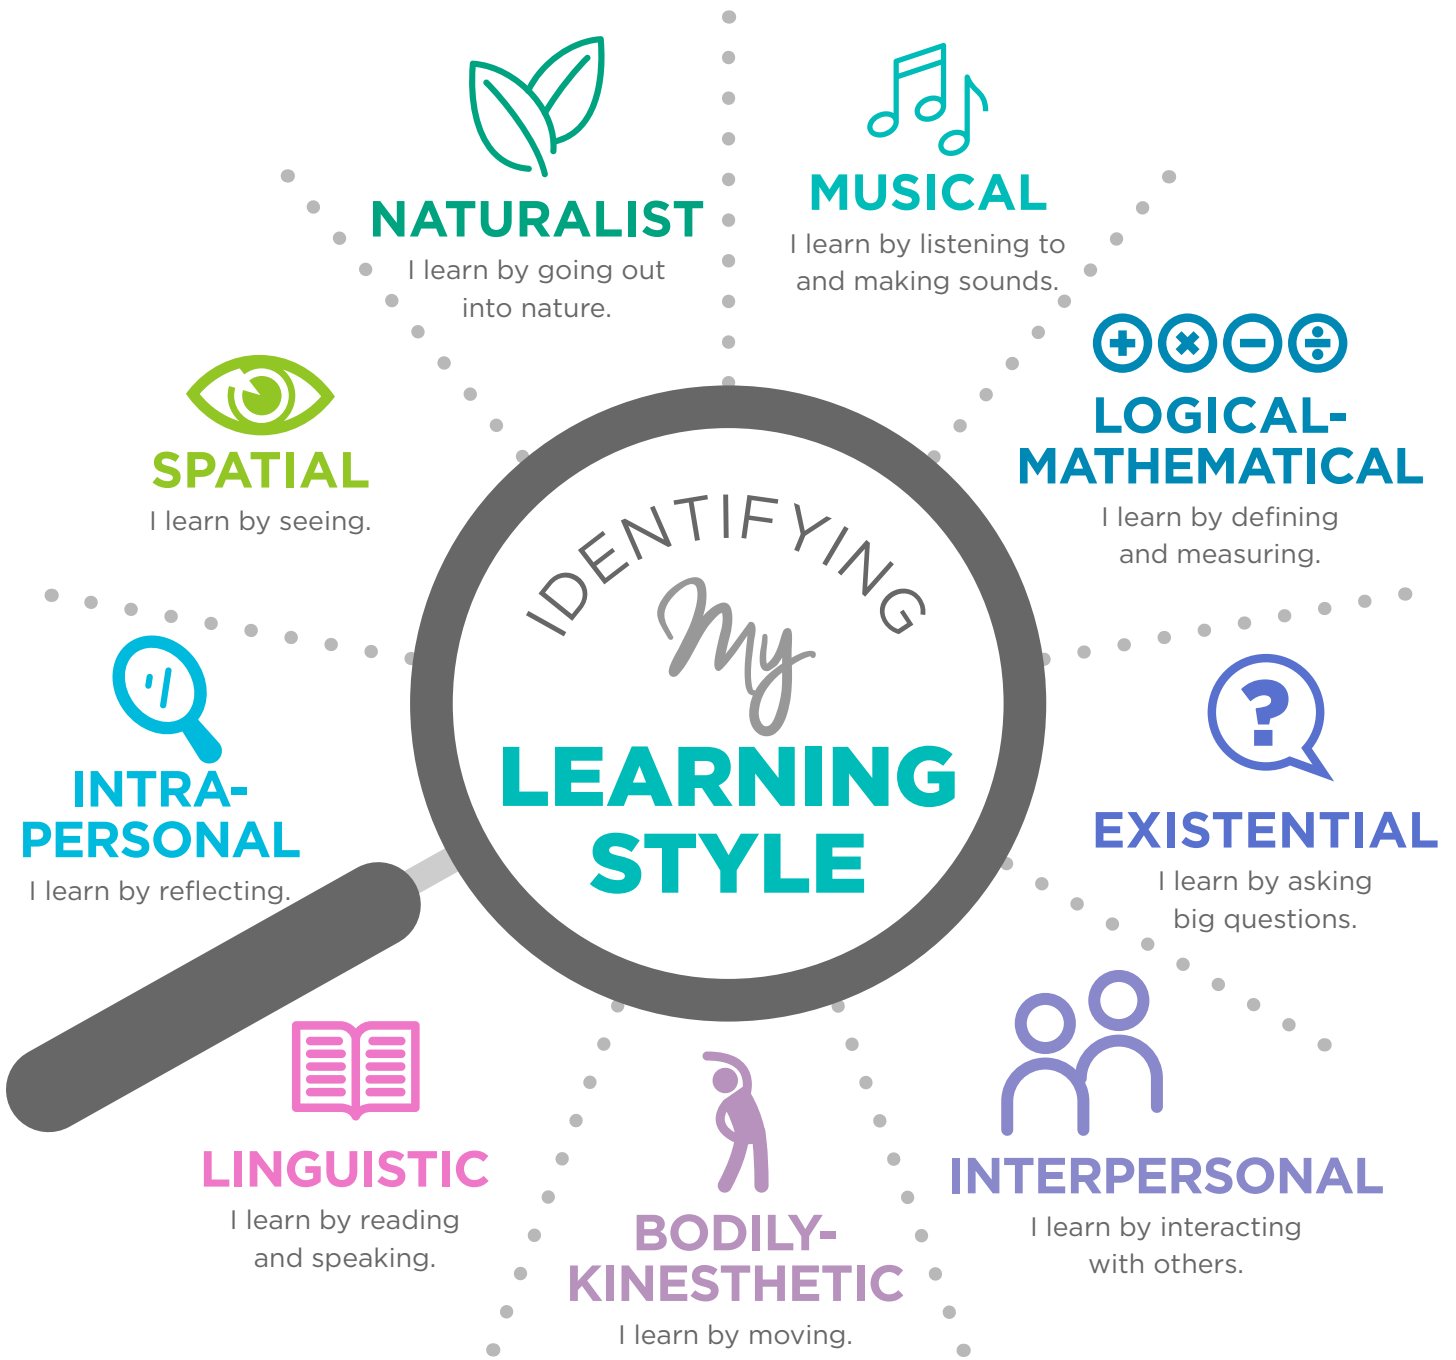 IDENTIFYING
My
LEARNING
STYLE
NATURALIST
I learn by going out
into nature.
MUSICAL
I learn by listening to
and making sounds.
LOGICAL-
MATHEMATICAL
I learn by defining
and measuring.
EXISTENTIAL
I learn by asking
big questions.
INTERPERSONAL
I learn by interacting
with others.
BODILY-
KINESTHETIC
I learn by moving.
LINGUISTIC
I learn by reading
and speaking.
INTRA-
PERSONAL
I learn by reflecting.
SPATIAL
I learn by seeing.